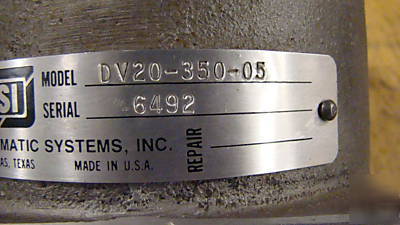 SI
MODEL DV20-350-05
SERIAL 6492
MATIC SYSTEMS, INC.
AS, TEXAS MADE IN U.S.A.
REPAIR